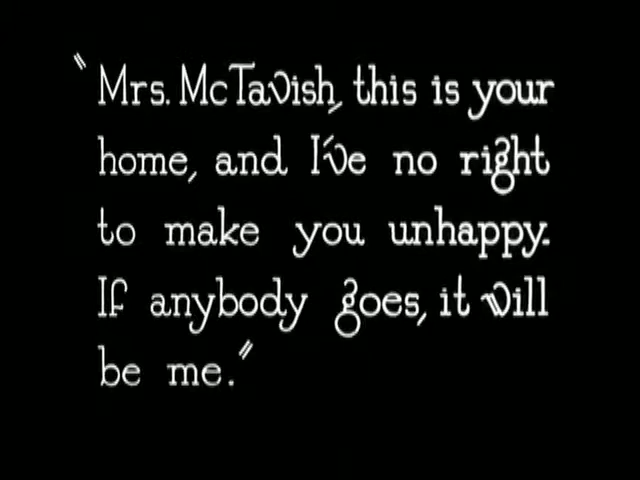 "Mrs. McTavish, this is your
home, and I've no right
to make you unhappy.
If anybody goes, it will
be me."